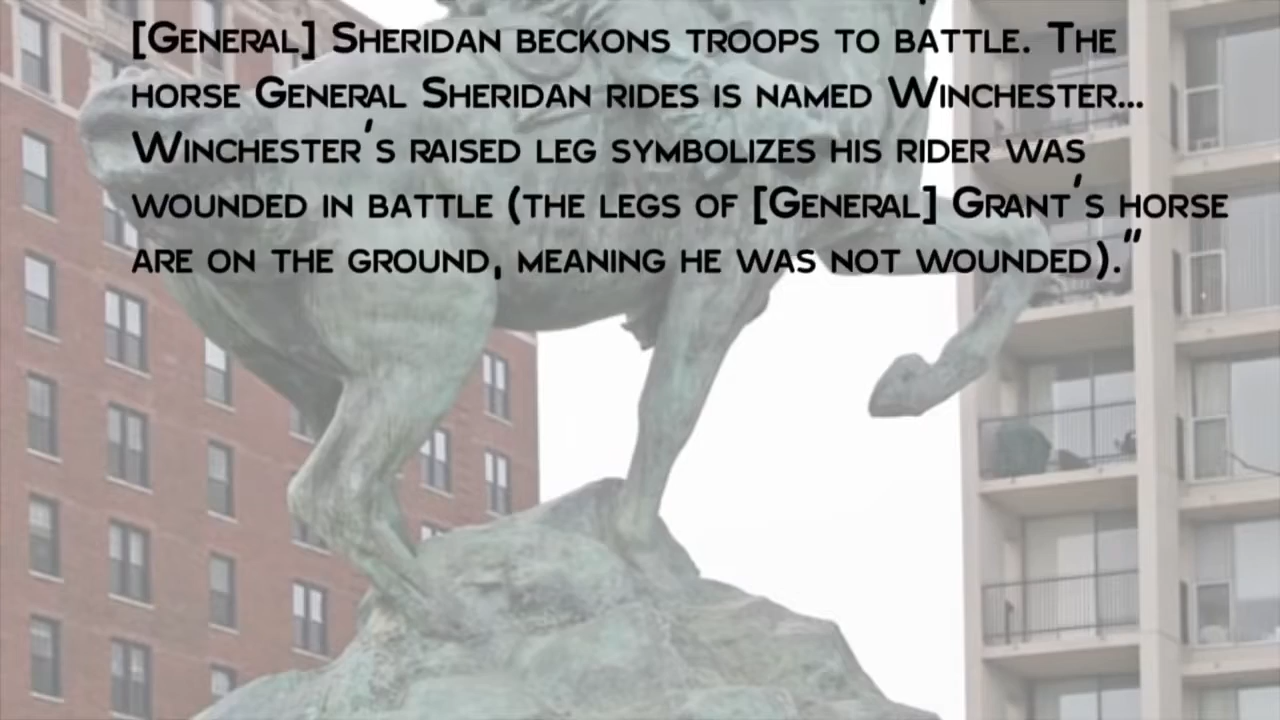 [General] Sheridan beckons troops to battle. The
horse General Sheridan rides is named Winchester...
Winchester's raised leg symbolizes his rider was
wounded in battle (the legs of [General] Grant's horse
are on the ground, meaning he was not wounded)."